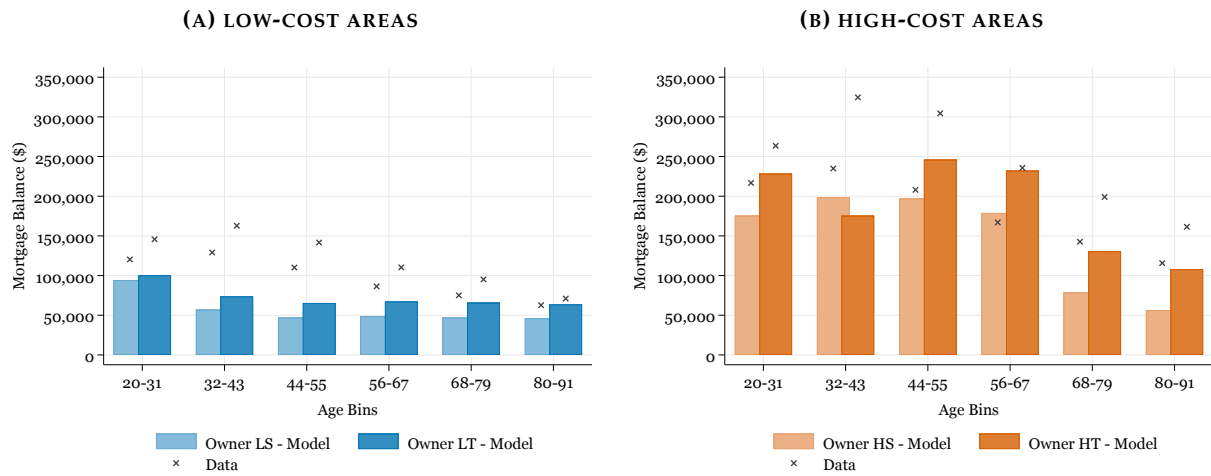 (A) LOW-COST AREAS
350,000
300,000
250,000
200,000
150,000
100,000
50,000
0
Mortgage Balance ($)
20-31 32-43 44-55 56-67 68-79 80-91
Age Bins
Owner LS - Model Owner LT - Model
× Data
(B) HIGH-COST AREAS
350,000
300,000
250,000
200,000
150,000
100,000
50,000
0
Mortgage Balance ($)
20-31 32-43 44-55 56-67 68-79 80-91
Age Bins
Owner HS - Model Owner HT - Model
× Data